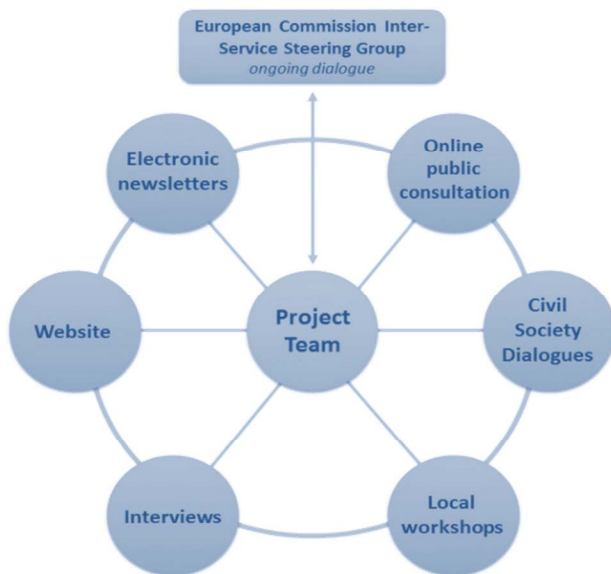 European Commission Inter-
Service Steering Group
ongoing dialogue
Electronic
newsletters
Online
public
consultation
Website
Project
Team
Civil
Society
Dialogues
Interviews
Local
workshops